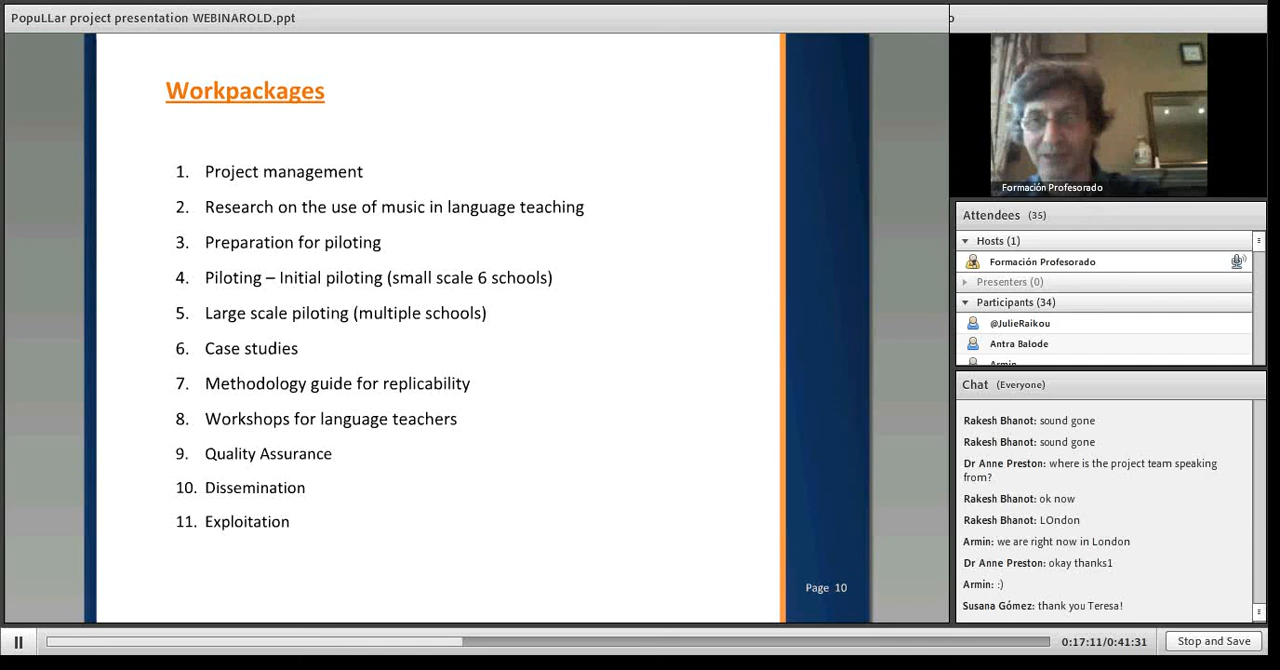 PopuLLar project presentation WEBINAROLD.ppt
Workpackages
1. Project management
2. Research on the use of music in language teaching
3. Preparation for piloting
4. Piloting – Initial piloting (small scale 6 schools)
5. Large scale piloting (multiple schools)
6. Case studies
7. Methodology guide for replicability
8. Workshops for language teachers
9. Quality Assurance
10. Dissemination
11. Exploitation
Page 10
Formación Profesorado
Attendees (35)
Hosts (1)
Formación Profesorado
Presenters (0)
Participants (34)
@JulieRaikou
Antra Balode
Armin
Chat (Everyone)
Rakesh Bhanot: sound gone
Rakesh Bhanot: sound gone
Dr Anne Preston: where is the project team speaking
from?
Rakesh Bhanot: ok now
Rakesh Bhanot: LOndon
Armin: we are right now in London
Dr Anne Preston: okay thanks1
Armin: :)
Susana Gómez: thank you Teresa!
0:17:11/0:41:31
Stop and Save